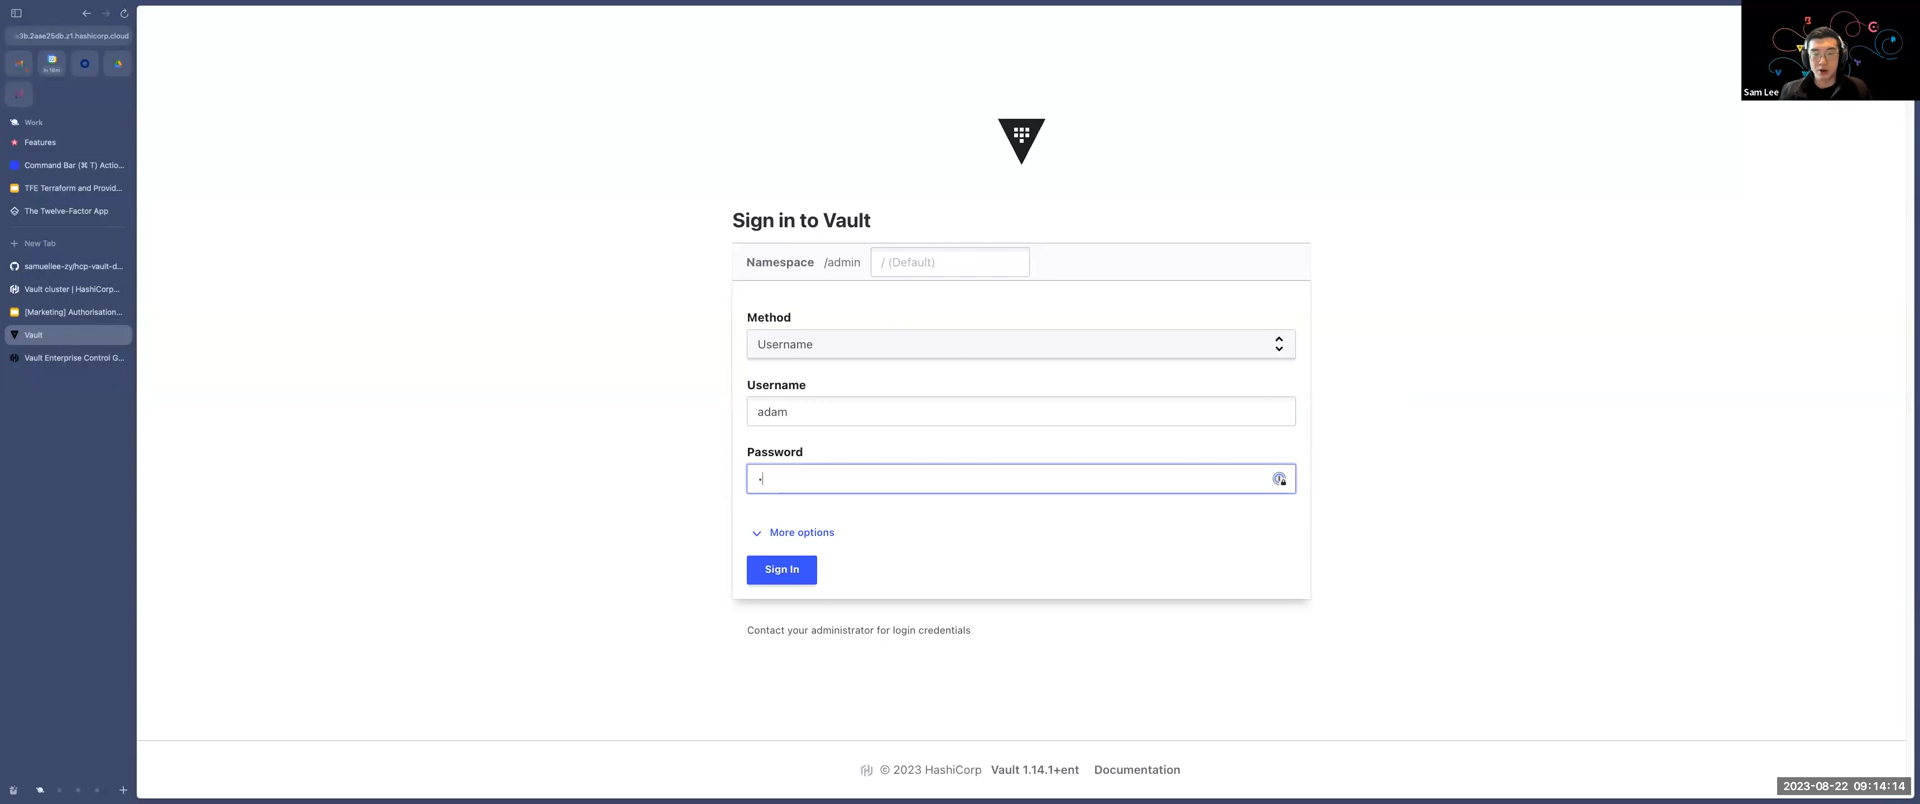 s3b.2aae25db.z1.hashicorp.cloud
Work
Features
Command Bar (⌘ T) Actio...
TFE Terraform and Provid...
The Twelve-Factor App
New Tab
samuellee-zy/hcp-vault-d...
Vault cluster | HashiCorp...
[Marketing] Authorisation...
Vault
Vault Enterprise Control G...
Sign in to Vault
Namespace /admin / (Default)
Method
Username
Username
adam
Password
More options
Sign In
Contact your administrator for login credentials
© 2023 HashiCorp Vault 1.14.1+ent Documentation
Sam Lee
2023-08-22 09:14:14